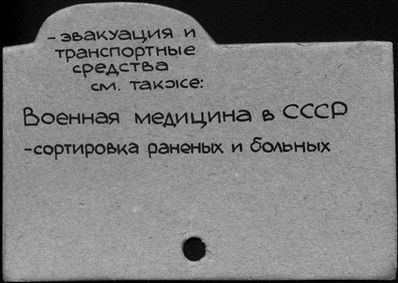 - эвакуация и
транспортные
средства
см. также:
Военная медицина в СССР
-сортировка раненых и больных